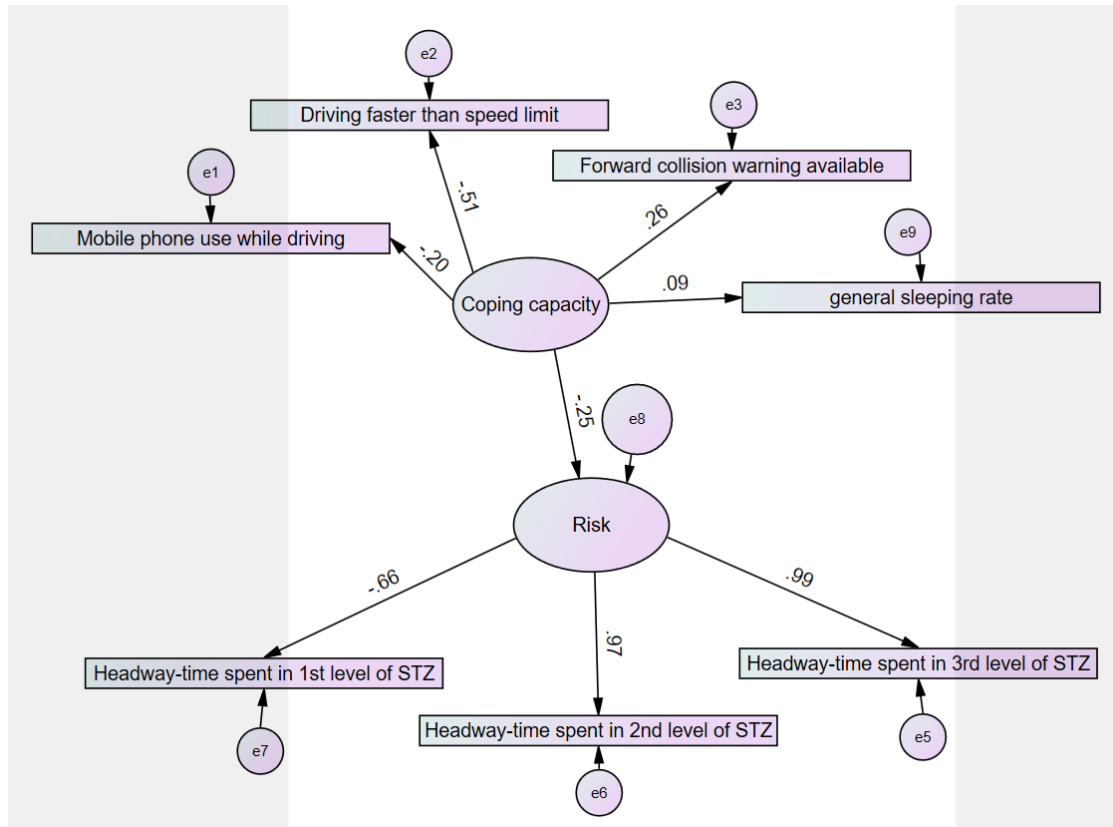 e2
Driving faster than speed limit
e3
Forward collision warning available
e1
Mobile phone use while driving
-.51
.26
e9
-.20
general sleeping rate
.09
Coping capacity
-.25
e8
Risk
-.66
.97
.99
Headway-time spent in 1st level of STZ
Headway-time spent in 3rd level of STZ
Headway-time spent in 2nd level of STZ
e7
e5
e6